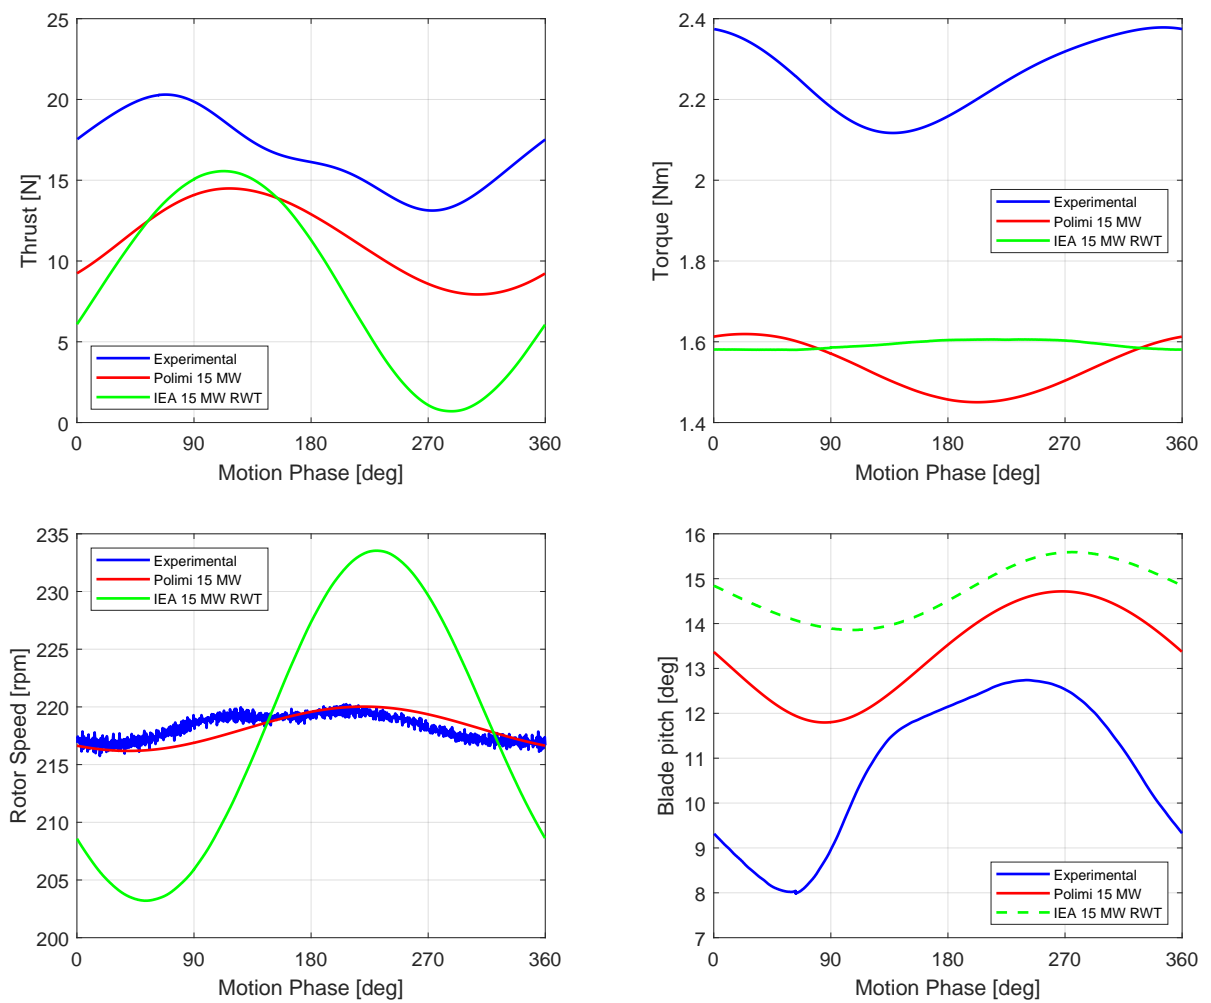 25
20
15
10
5
0
Thrust [N]
Experimental
Polimi 15 MW
IEA 15 MW RWT
0 90 180 270 360
Motion Phase [deg]
2.4
2.2
2
1.8
1.6
1.4
Torque [Nm]
Experimental
Polimi 15 MW
IEA 15 MW RWT
0 90 180 270 360
Motion Phase [deg]
235
230
225
220
215
210
205
200
Rotor Speed [rpm]
Experimental
Polimi 15 MW
IEA 15 MW RWT
0 90 180 270 360
Motion Phase [deg]
16
15
14
13
12
11
10
9
8
7
Blade pitch [deg]
Experimental
Polimi 15 MW
IEA 15 MW RWT
0 90 180 270 360
Motion Phase [deg]